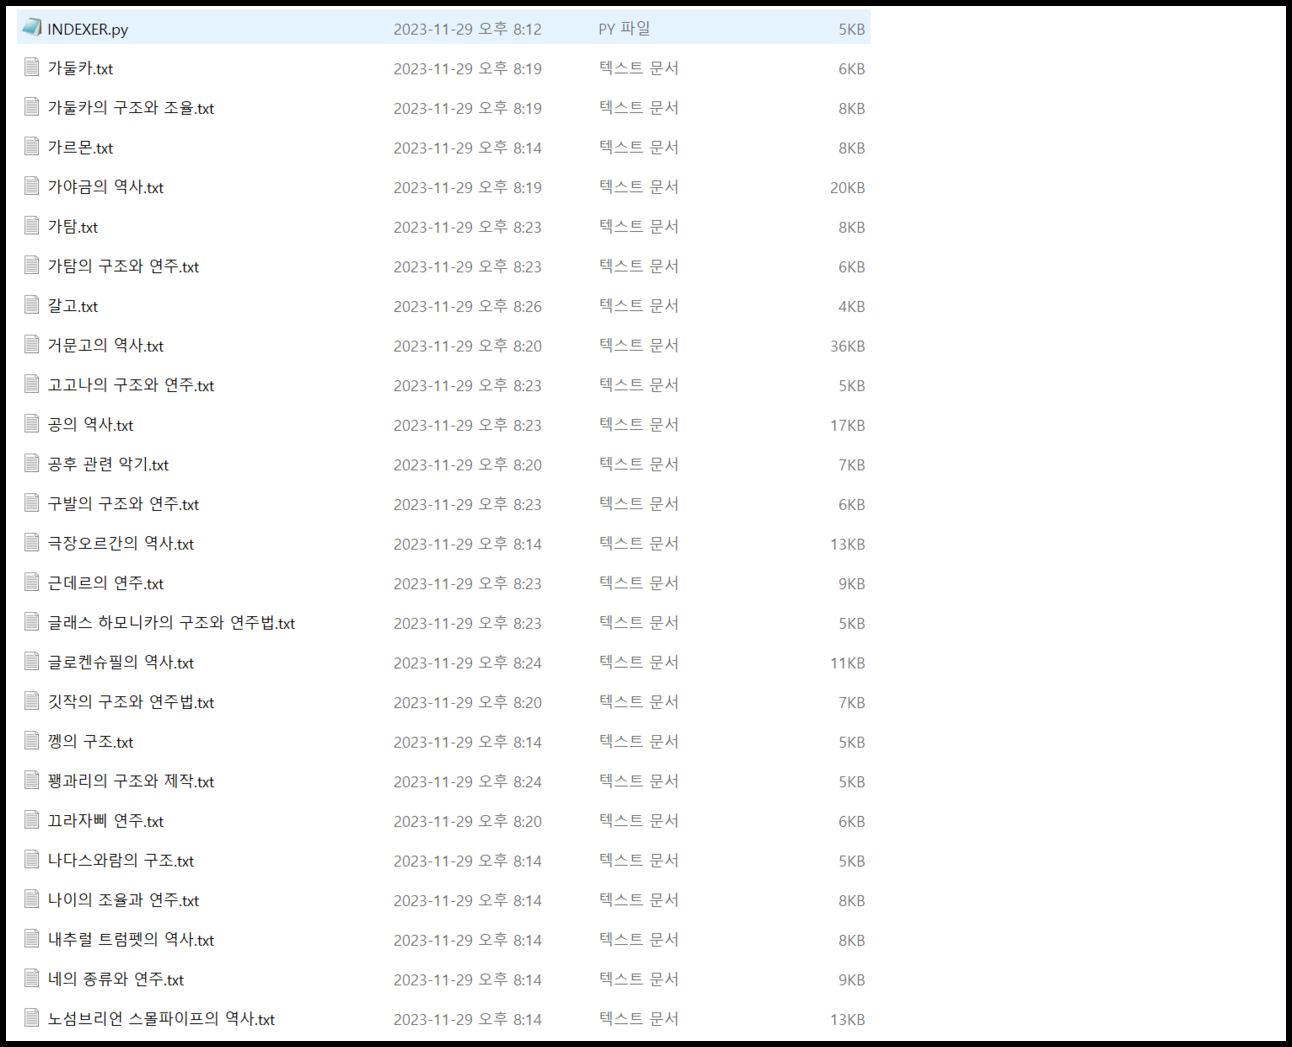 INDEXER.py 2023-11-29 오후 8:12 PY 파일 5KB
가둘카.txt 2023-11-29 오후 8:19 텍스트 문서 6KB
가둘카의 구조와 조율.txt 2023-11-29 오후 8:19 텍스트 문서 8KB
가르몬.txt 2023-11-29 오후 8:14 텍스트 문서 8KB
가야금의 역사.txt 2023-11-29 오후 8:19 텍스트 문서 20KB
가탐.txt 2023-11-29 오후 8:23 텍스트 문서 8KB
가탐의 구조와 연주.txt 2023-11-29 오후 8:23 텍스트 문서 6KB
갈고.txt 2023-11-29 오후 8:26 텍스트 문서 4KB
거문고의 역사.txt 2023-11-29 오후 8:20 텍스트 문서 36KB
고고나의 구조와 연주.txt 2023-11-29 오후 8:23 텍스트 문서 5KB
공의 역사.txt 2023-11-29 오후 8:23 텍스트 문서 17KB
공후 관련 악기.txt 2023-11-29 오후 8:20 텍스트 문서 7KB
구발의 구조와 연주.txt 2023-11-29 오후 8:23 텍스트 문서 6KB
극장오르간의 역사.txt 2023-11-29 오후 8:14 텍스트 문서 13KB
근데르의 연주.txt 2023-11-29 오후 8:23 텍스트 문서 9KB
글래스 하모니카의 구조와 연주법.txt 2023-11-29 오후 8:23 텍스트 문서 5KB
글로켄슈필의 역사.txt 2023-11-29 오후 8:24 텍스트 문서 11KB
깃작의 구조와 연주법.txt 2023-11-29 오후 8:20 텍스트 문서 7KB
껭의 구조.txt 2023-11-29 오후 8:14 텍스트 문서 5KB
꽹과리의 구조와 제작.txt 2023-11-29 오후 8:24 텍스트 문서 5KB
끄라자삐 연주.txt 2023-11-29 오후 8:20 텍스트 문서 6KB
나다스와람의 구조.txt 2023-11-29 오후 8:14 텍스트 문서 5KB
나이의 조율과 연주.txt 2023-11-29 오후 8:14 텍스트 문서 8KB
내추럴 트럼펫의 역사.txt 2023-11-29 오후 8:14 텍스트 문서 8KB
네의 종류와 연주.txt 2023-11-29 오후 8:14 텍스트 문서 9KB
노섬브리언 스몰파이프의 역사.txt 2023-11-29 오후 8:14 텍스트 문서 13KB